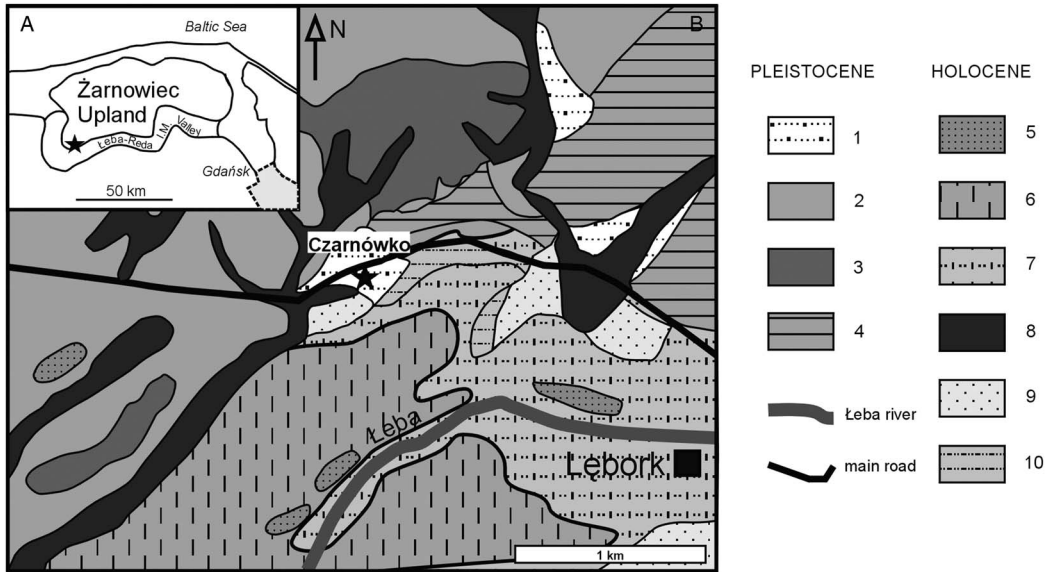 A
Baltic Sea
Żarnowiec
Upland
Łeba-Reda I.M. Valley
Gdańsk
50 km
N
B
Czarnówko
Łeba
Lębork
1 km
PLEISTOCENE
1
2
3
4
Łeba river
main road
HOLOCENE
5
6
7
8
9
10